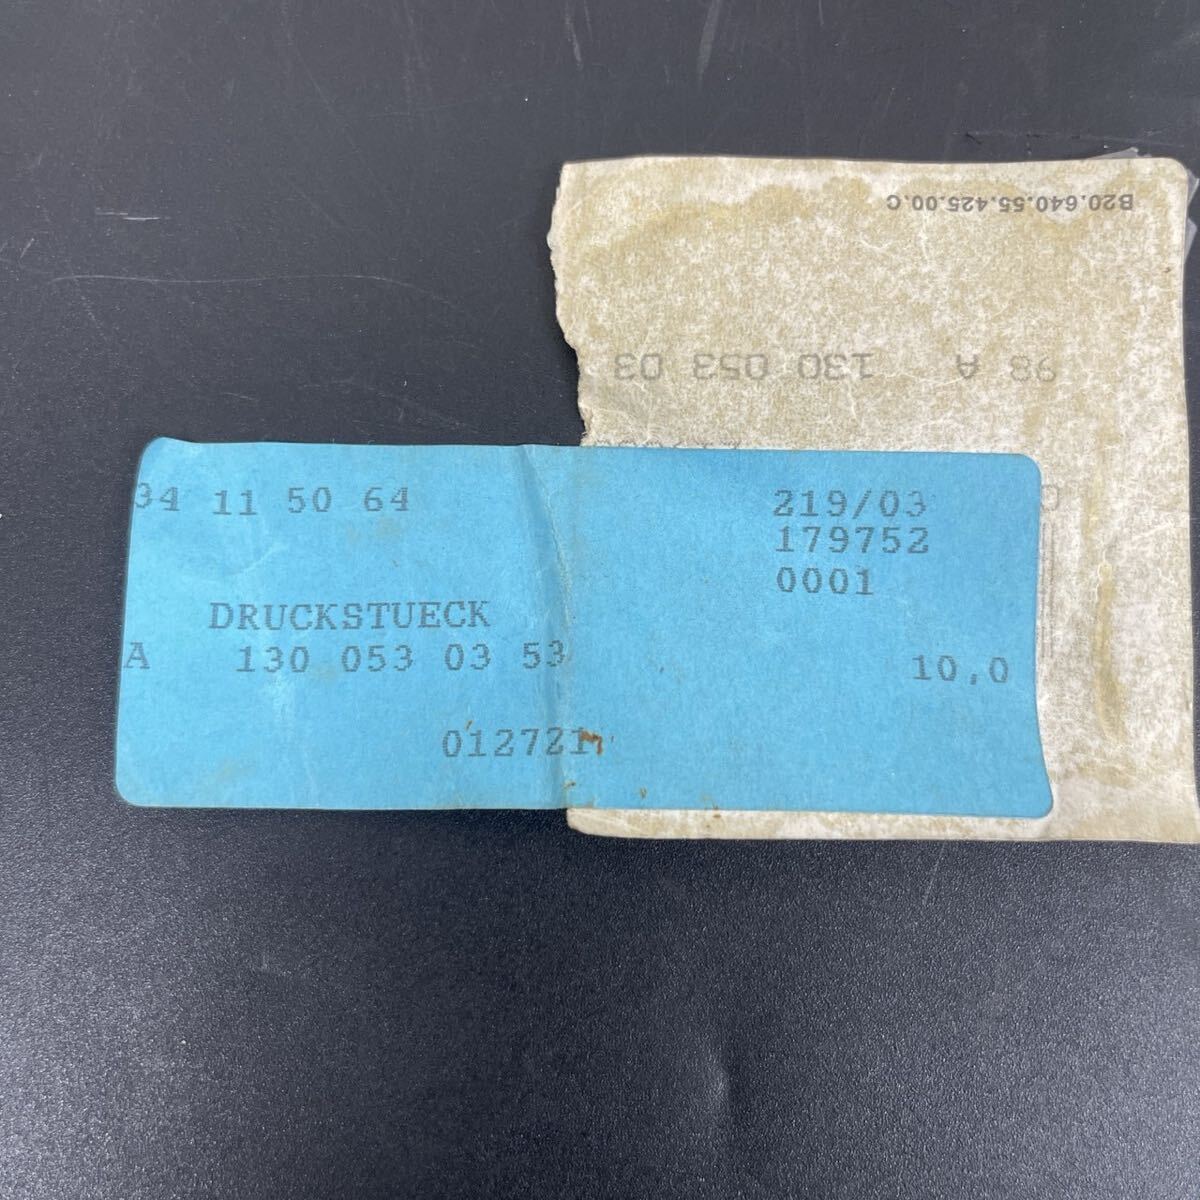 B20.640.55.425.00.C
98 A 130 053 03
34 11 50 64 219/03
179752
0001
DRUCKSTUECK
A 130 053 03 53 10,0
012721